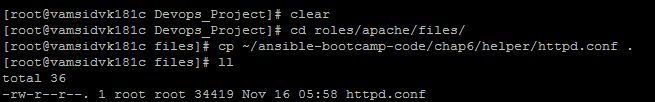 [root@vamsidvk181c Devops_Project]# clear
[root@vamsidvk181c Devops_Project]# cd roles/apache/files/
[root@vamsidvk181c files]# cp ~/ansible-bootcamp-code/chap6/helper/httpd.conf .
[root@vamsidvk181c files]# ll
total 36
-rw-r--r--. 1 root root 34419 Nov 16 05:58 httpd.conf